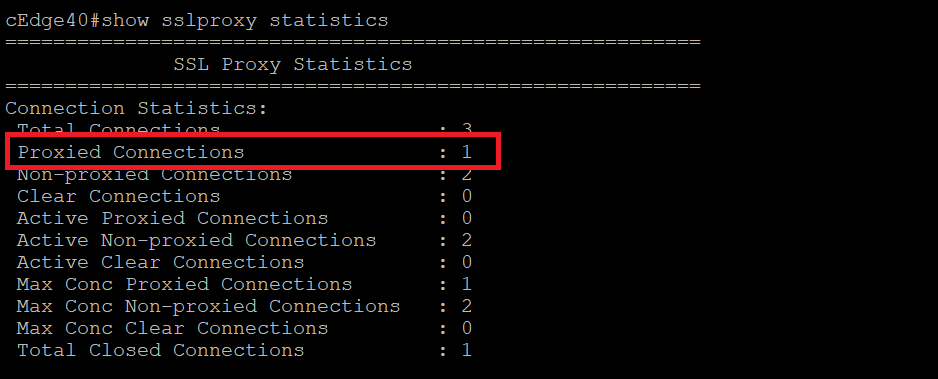 cEdge40#show sslproxy statistics
==========================================================
SSL Proxy Statistics
==========================================================
Connection Statistics:
Total Connections : 3
Proxied Connections : 1
Non-proxied Connections : 2
Clear Connections : 0
Active Proxied Connections : 0
Active Non-proxied Connections : 2
Active Clear Connections : 0
Max Conc Proxied Connections : 1
Max Conc Non-proxied Connections : 2
Max Conc Clear Connections : 0
Total Closed Connections : 1